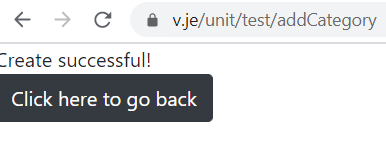 v.je/unit/test/addCategory
Create successful!
Click here to go back